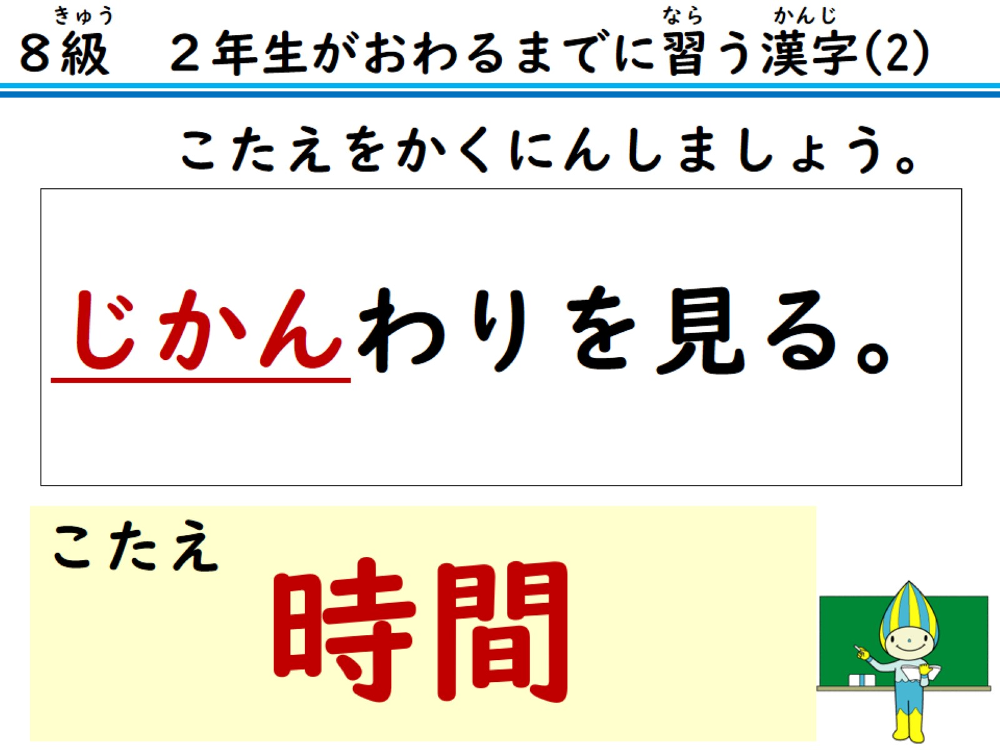 きゅう なら かんじ
８級　２年生がおわるまでに習う漢字(2)
こたえをかくにんしましょう。
じかんわりを見る。
こたえ
時間